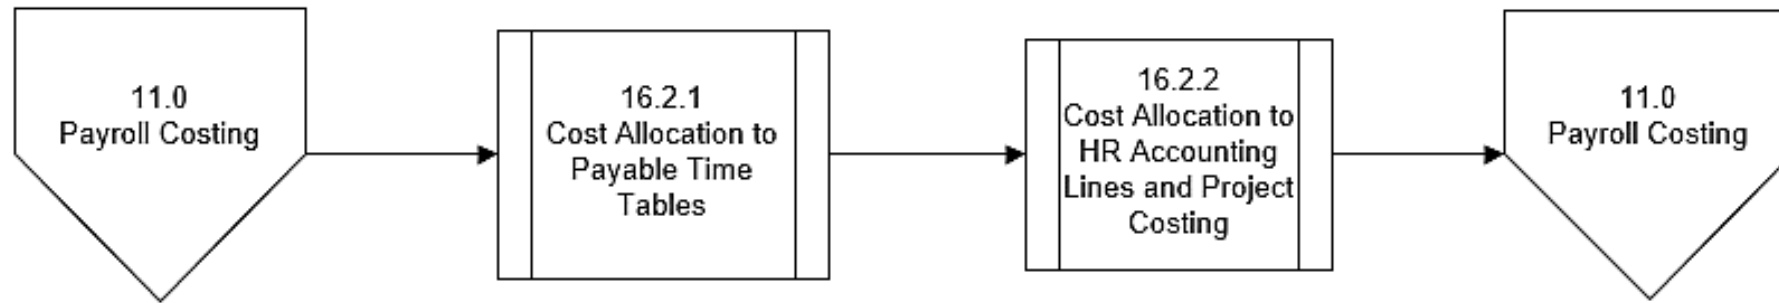 11.0
Payroll Costing
16.2.1
Cost Allocation to
Payable Time
Tables
16.2.2
Cost Allocation to
HR Accounting
Lines and Project
Costing
11.0
Payroll Costing